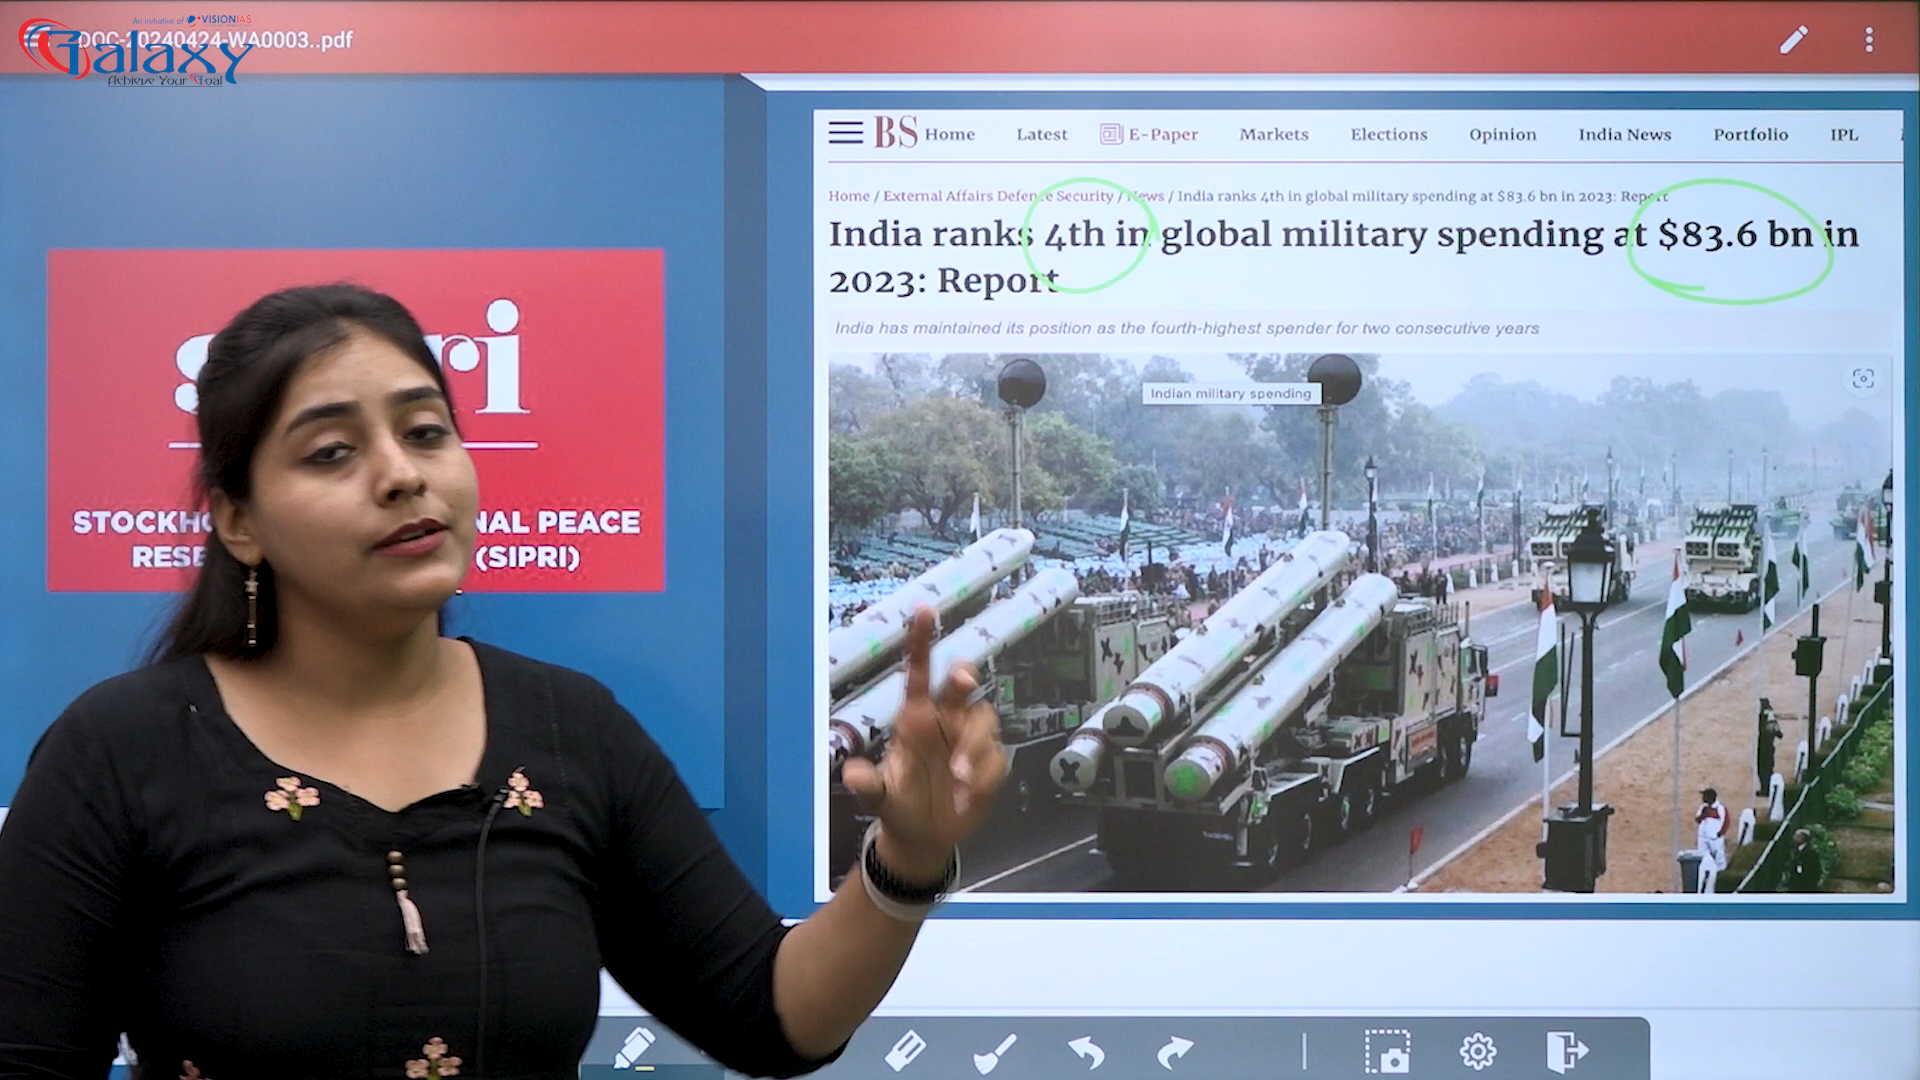 An initiative of VISIONIAS
Galaxy
Achieve Your Goal
DOC-20240424-WA0003..pdf
BS Home Latest E-Paper Markets Elections Opinion India News Portfolio IPL
Home / External Affairs Defence Security / News / India ranks 4th in global military spending at $83.6 bn in 2023: Report
India ranks 4th in global military spending at $83.6 bn in
2023: Report
India has maintained its position as the fourth-highest spender for two consecutive years
Indian military spending
ri
STOCKHO NAL PEACE
RESE (SIPRI)